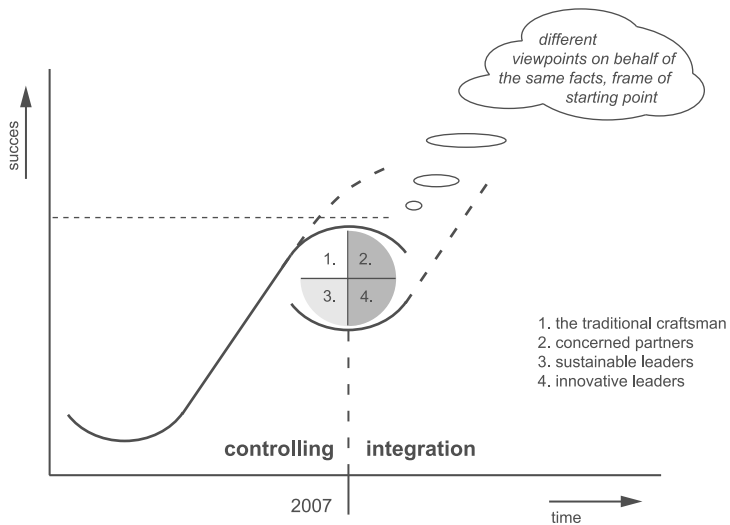 different
viewpoints on behalf of
the same facts, frame of
starting point
succes
1.
2.
3.
4.
1. the traditional craftsman
2. concerned partners
3. sustainable leaders
4. innovative leaders
controlling
integration
2007
time